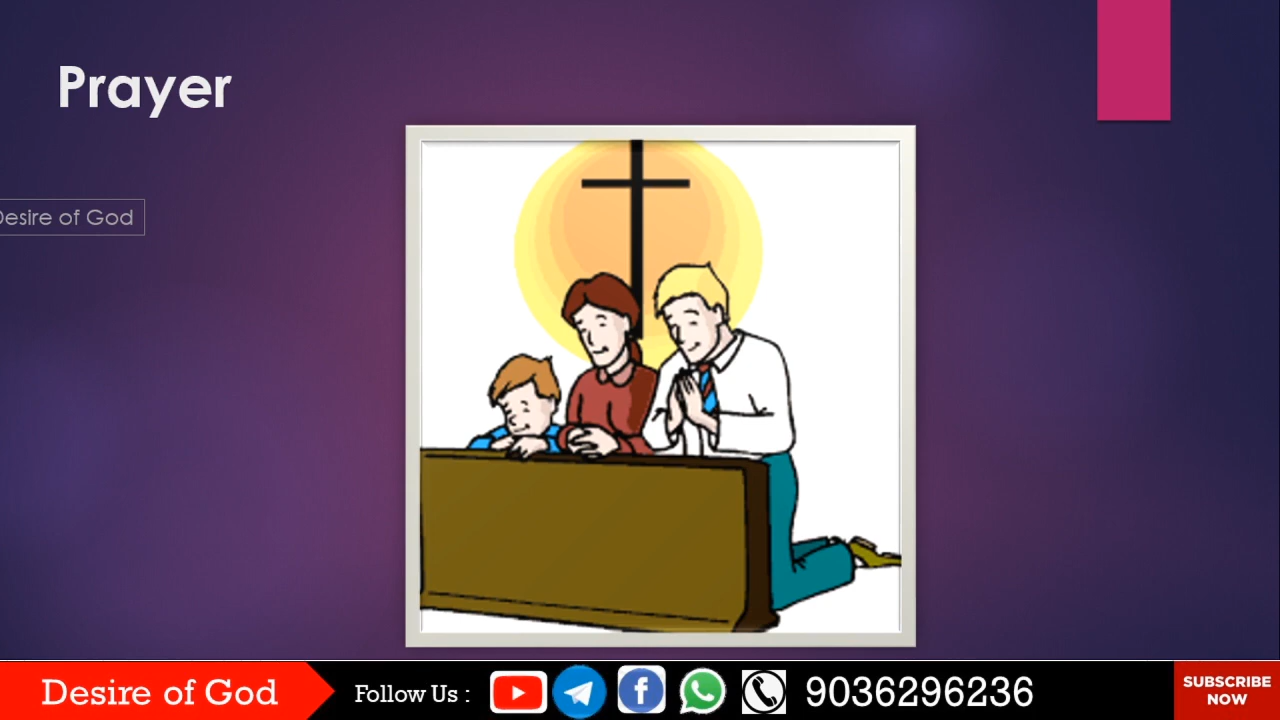 Prayer
Desire of God
Desire of God
Follow Us :
9036296236
SUBSCRIBE
NOW